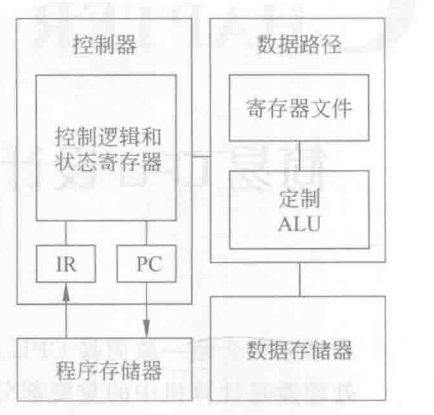 控制器
控制逻辑和
状态寄存器
IR
PC
程序存储器
数据路径
寄存器文件
定制
ALU
数据存储器